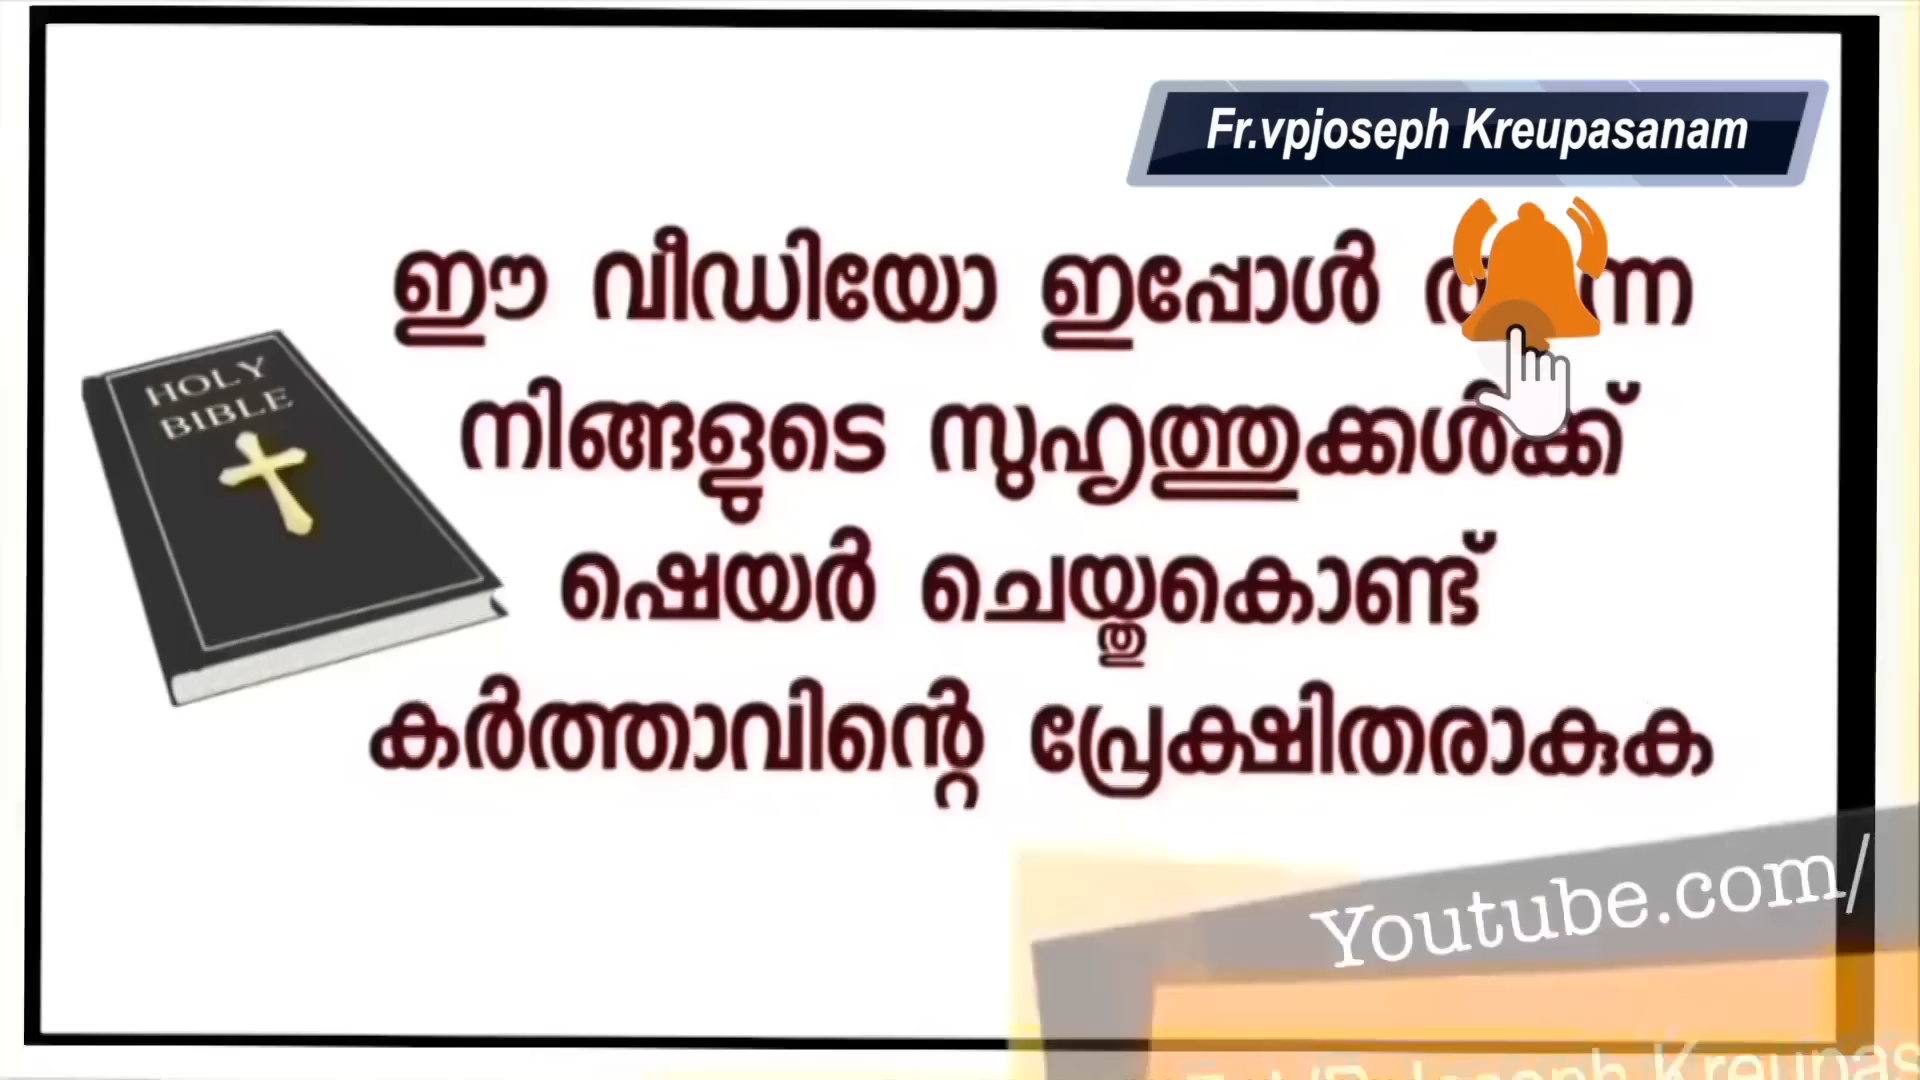 Fr.vpjoseph Kreupasanam
ഈ വീഡിയോ ഇപ്പോൾ
HOLY
BIBLE
നിങ്ങളുടെ സുഹൃത്തുക്കൾക്ക്
ഷെയർ ചെയ്തുകൊണ്ട്
കർത്താവിന്റെ പ്രേക്ഷിതരാകുക
Youtube.com/